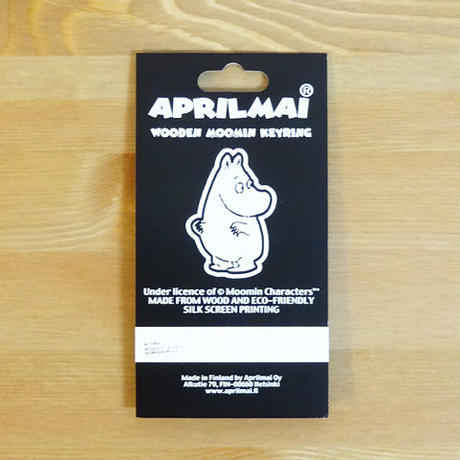 APRILMAI®
WOODEN MOOMIN KEYRING
Under licence of © Moomin Characters™
MADE FROM WOOD AND ECO-FRIENDLY
SILK SCREEN PRINTING
Made in Finland by Aprilmai Oy
Alkutie 79, FIN-00660 Helsinki
www.aprilmai.fi